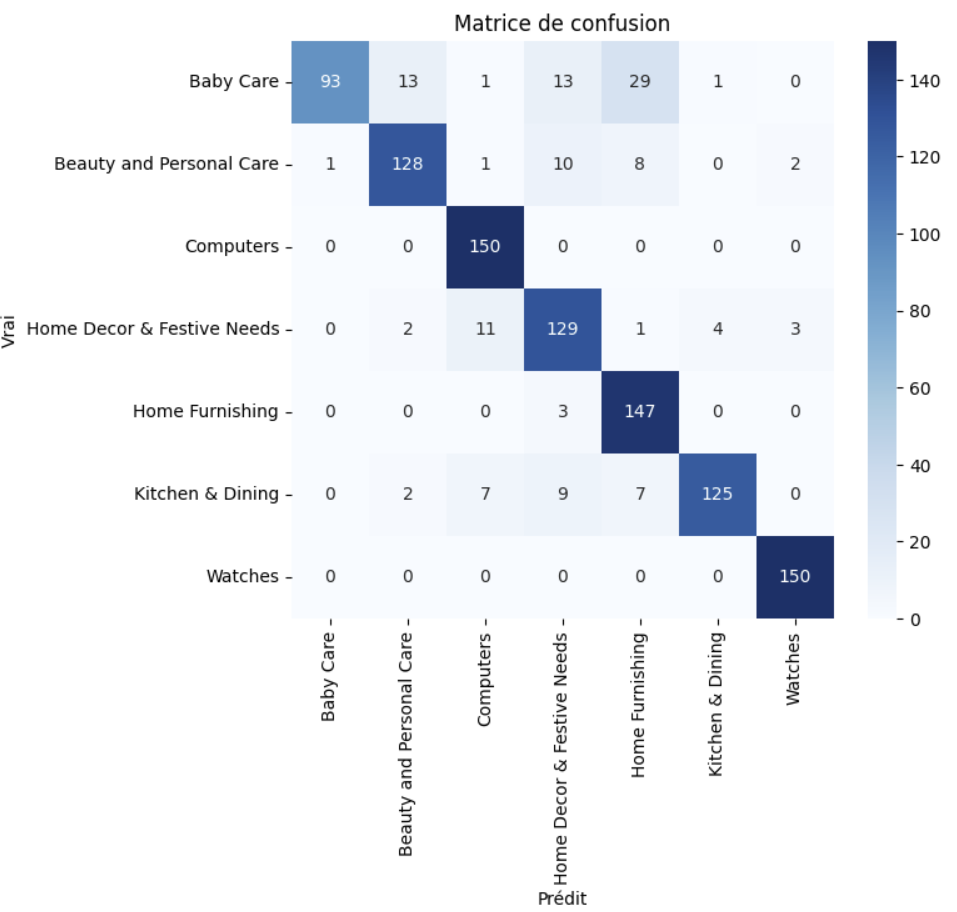 Matrice de confusion
Vrai
Baby Care 93 13 1 13 29 1 0
Beauty and Personal Care 1 128 1 10 8 0 2
Computers 0 0 150 0 0 0 0
Home Decor & Festive Needs 0 2 11 129 1 4 3
Home Furnishing 0 0 0 3 147 0 0
Kitchen & Dining 0 2 7 9 7 125 0
Watches 0 0 0 0 0 0 150
Baby Care
Beauty and Personal Care
Computers
Home Decor & Festive Needs
Home Furnishing
Kitchen & Dining
Watches
Prédit
140
120
100
80
60
40
20
0